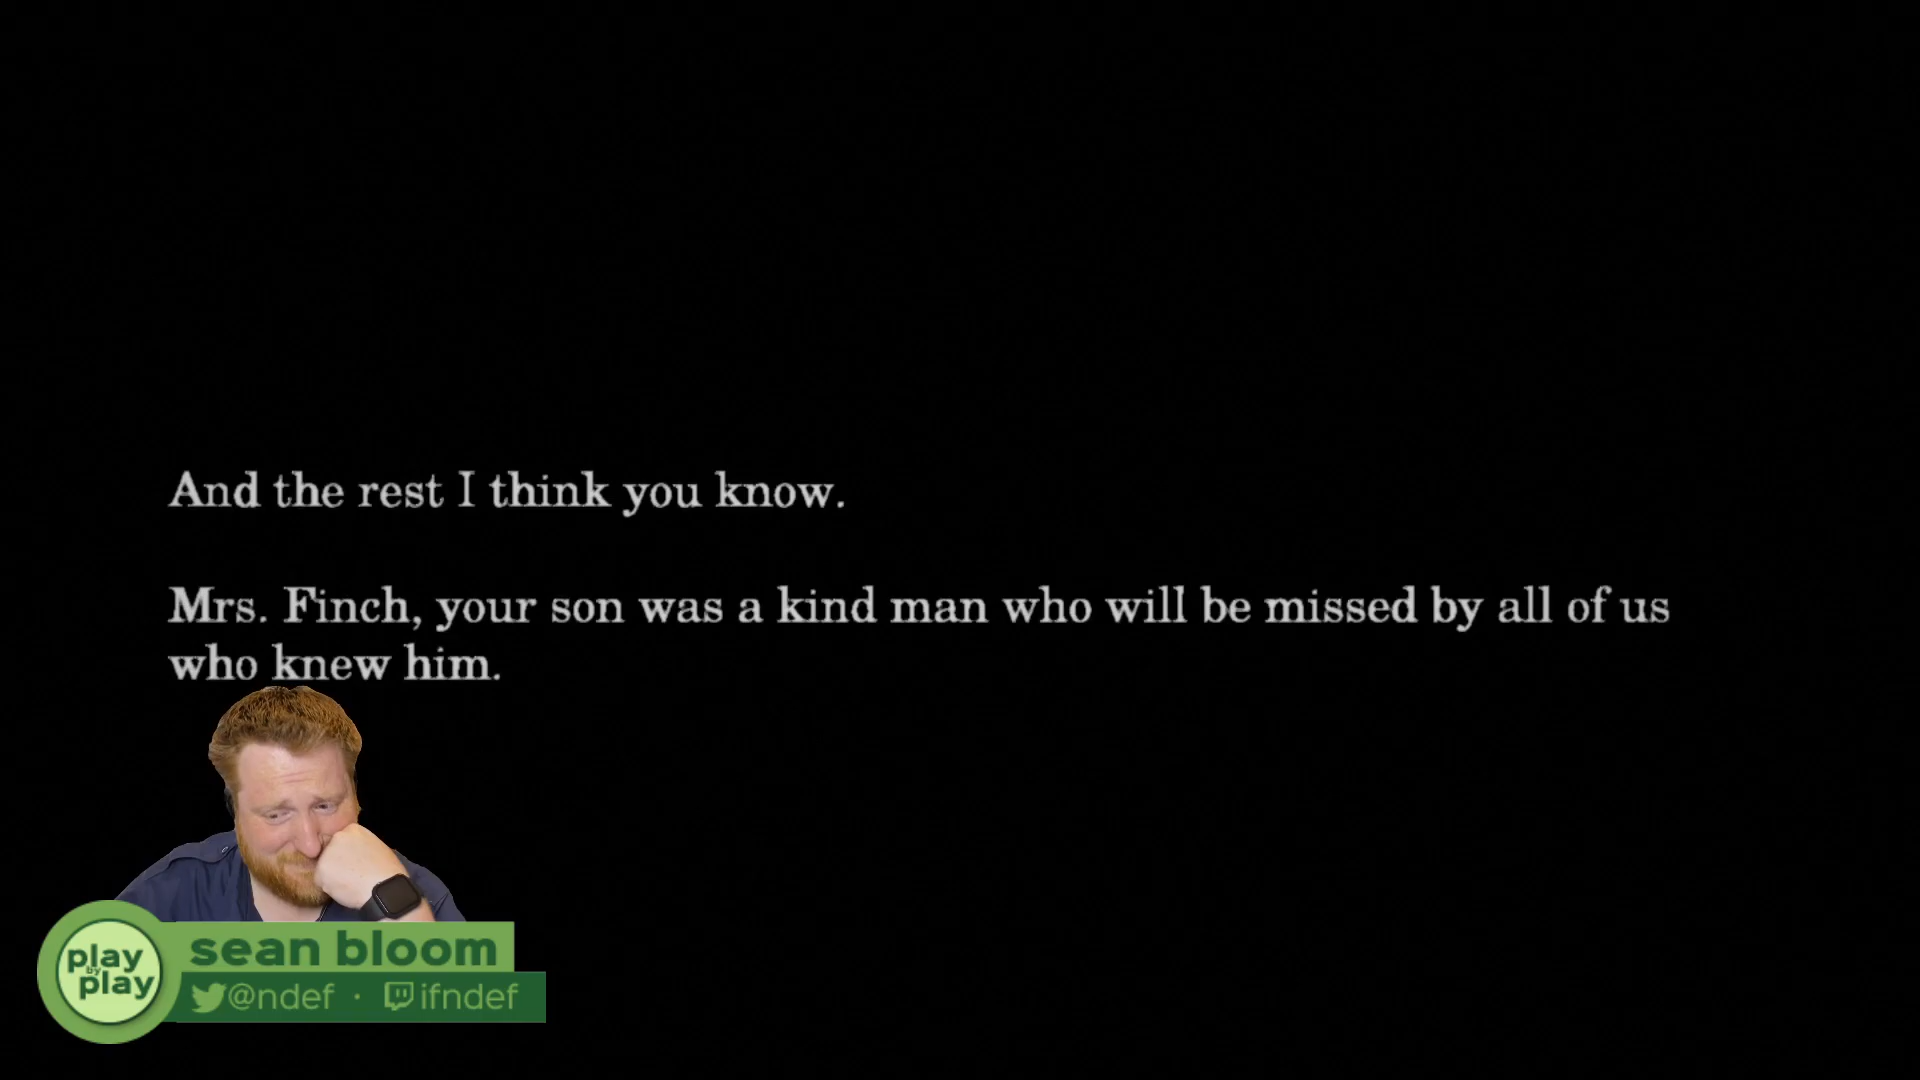 And the rest I think you know.
Mrs. Finch, your son was a kind man who will be missed by all of us
who knew him.
play
by
play
sean bloom
@ndef · ifndef